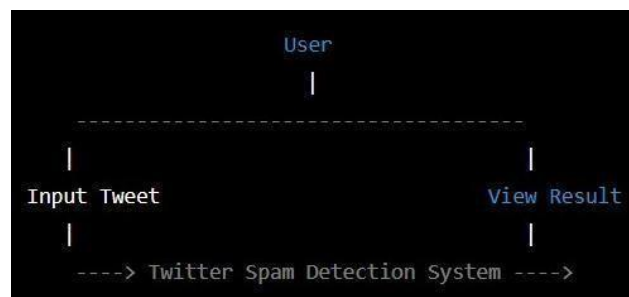 User
|
--------------------------------------
| |
Input Tweet View Result
| |
----> Twitter Spam Detection System ---->